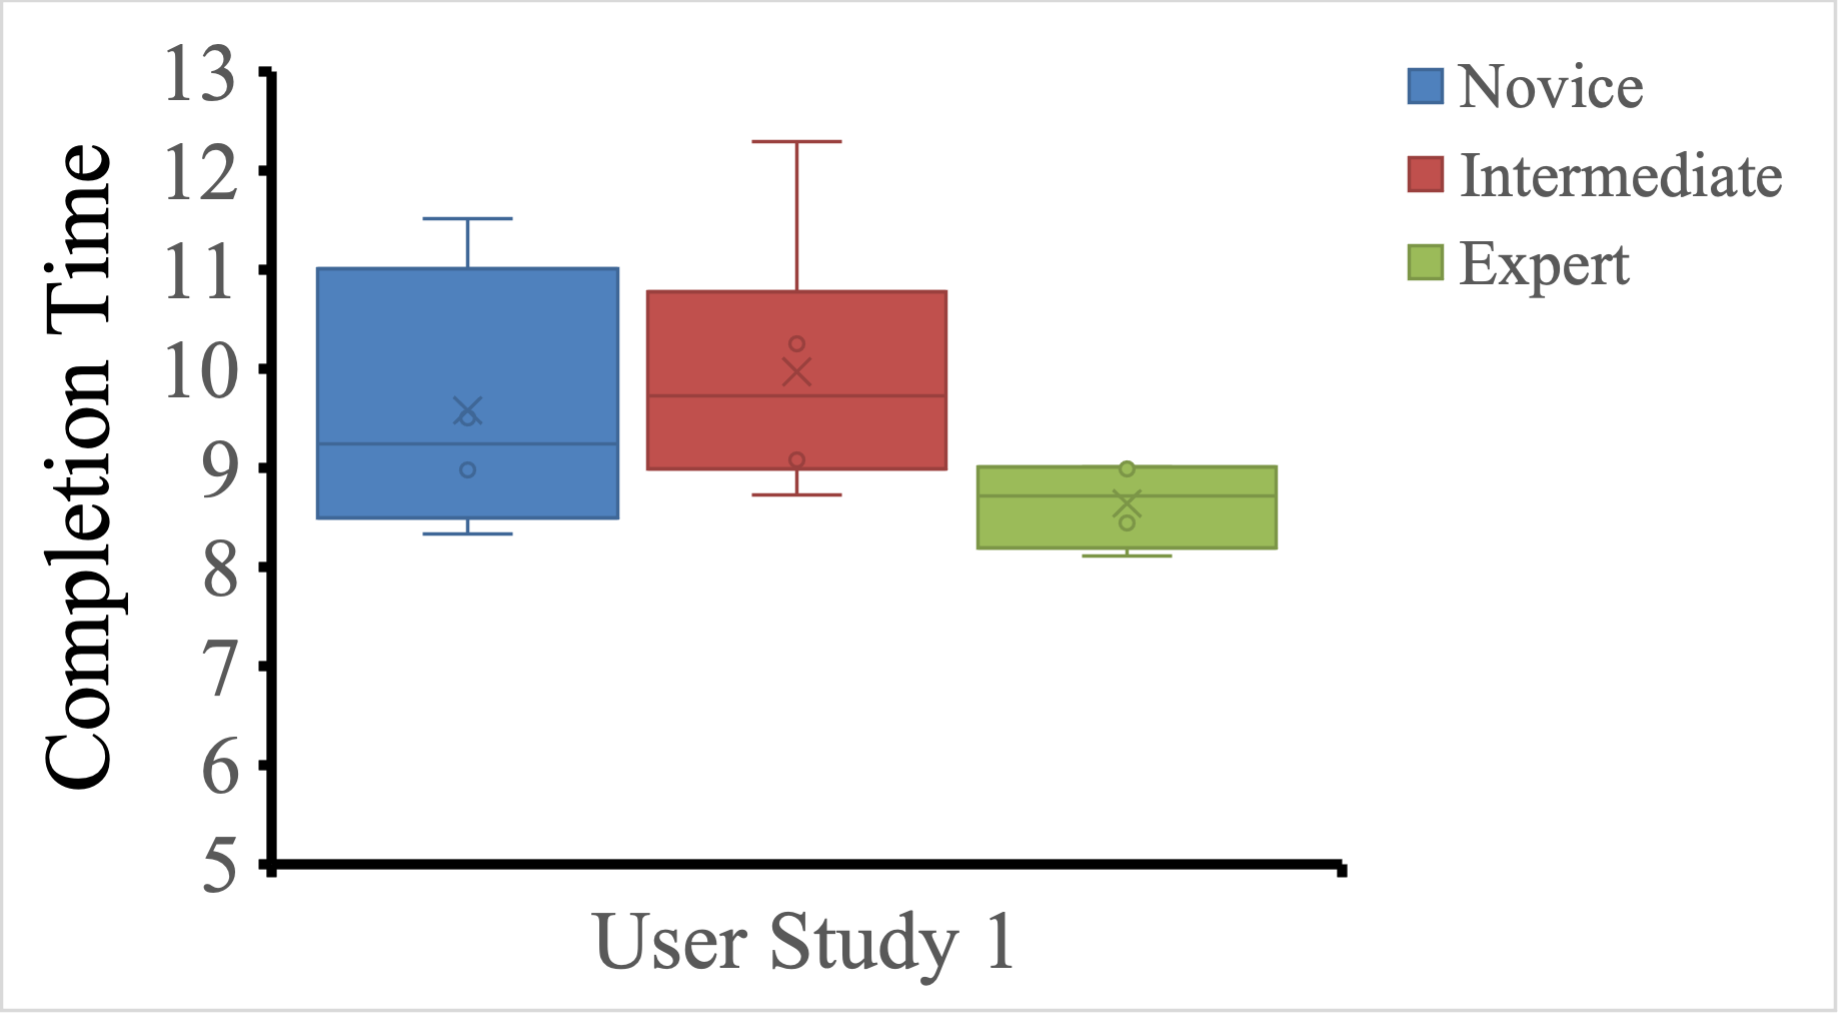 Completion Time
13
12
11
10
9
8
7
6
5
User Study 1
Novice
Intermediate
Expert